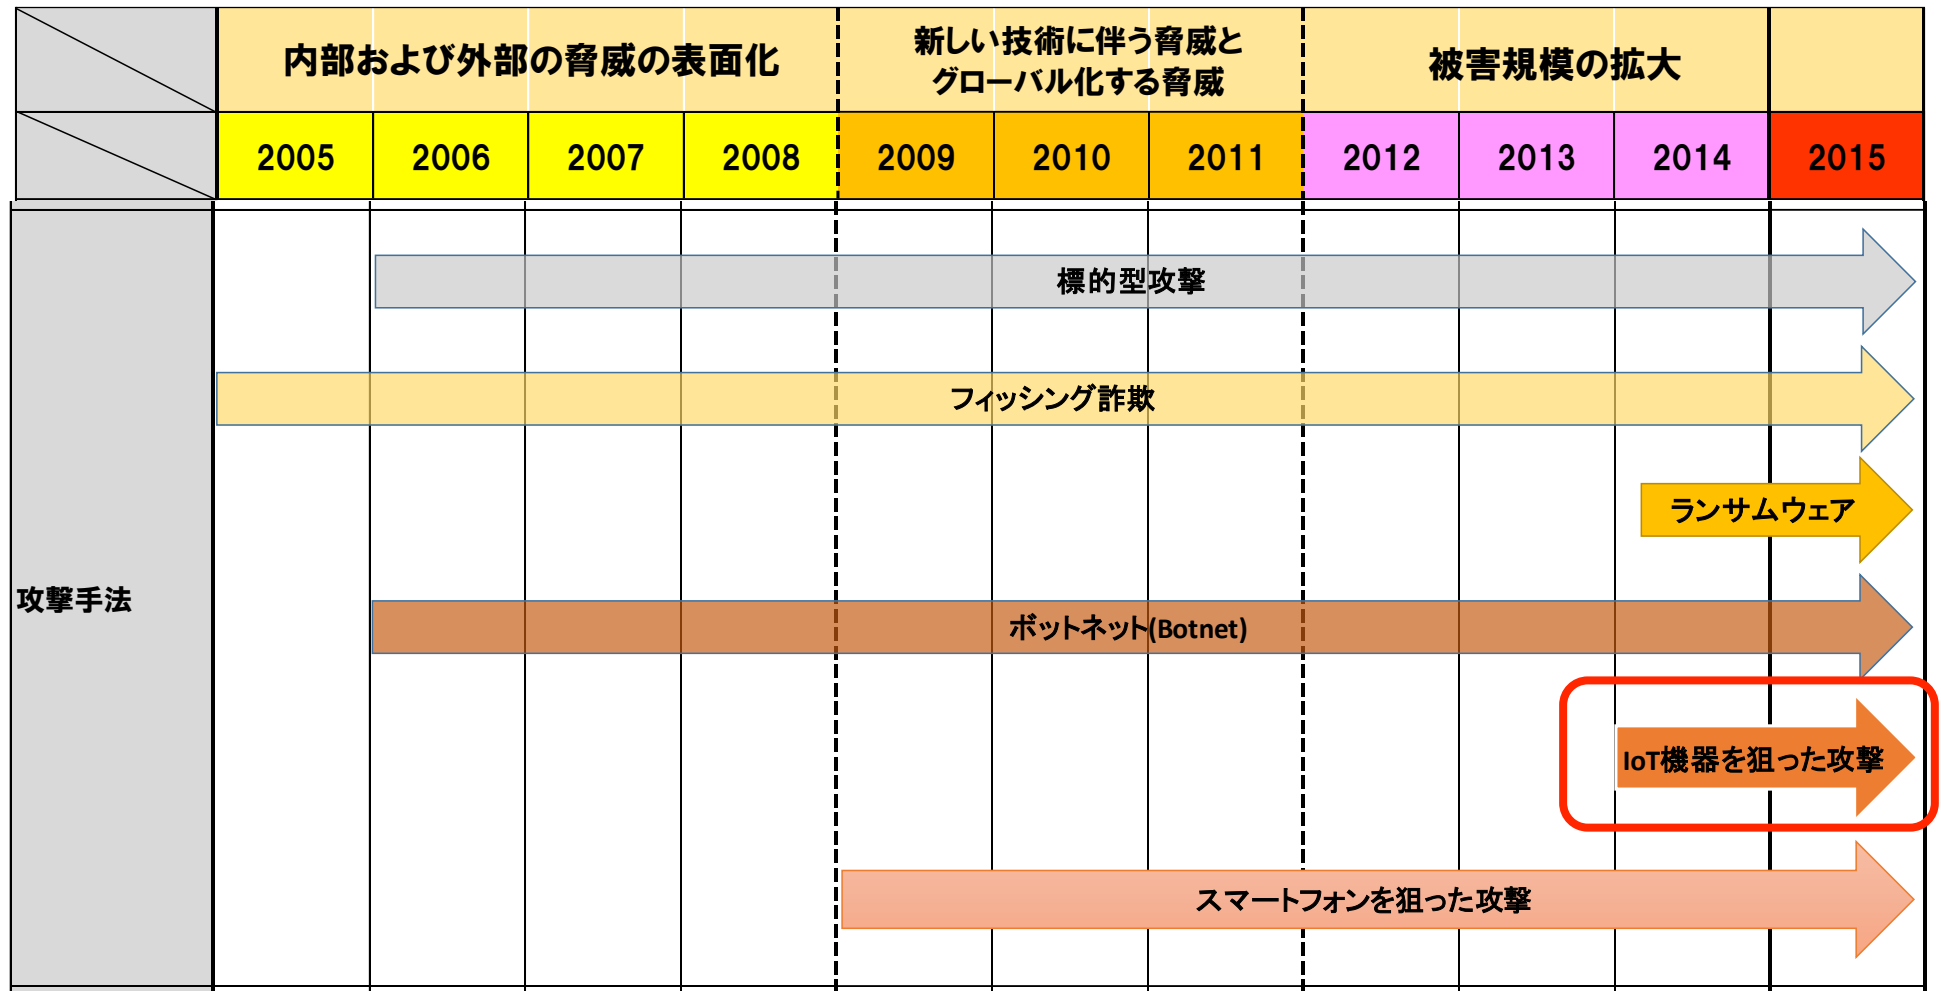 内部および外部の脅威の表面化
新しい技術に伴う脅威と
グローバル化する脅威
被害規模の拡大
2005
2006
2007
2008
2009
2010
2011
2012
2013
2014
2015
攻撃手法
標的型攻撃
フィッシング詐欺
ランサムウェア
ボットネット(Botnet)
IoT機器を狙った攻撃
スマートフォンを狙った攻撃